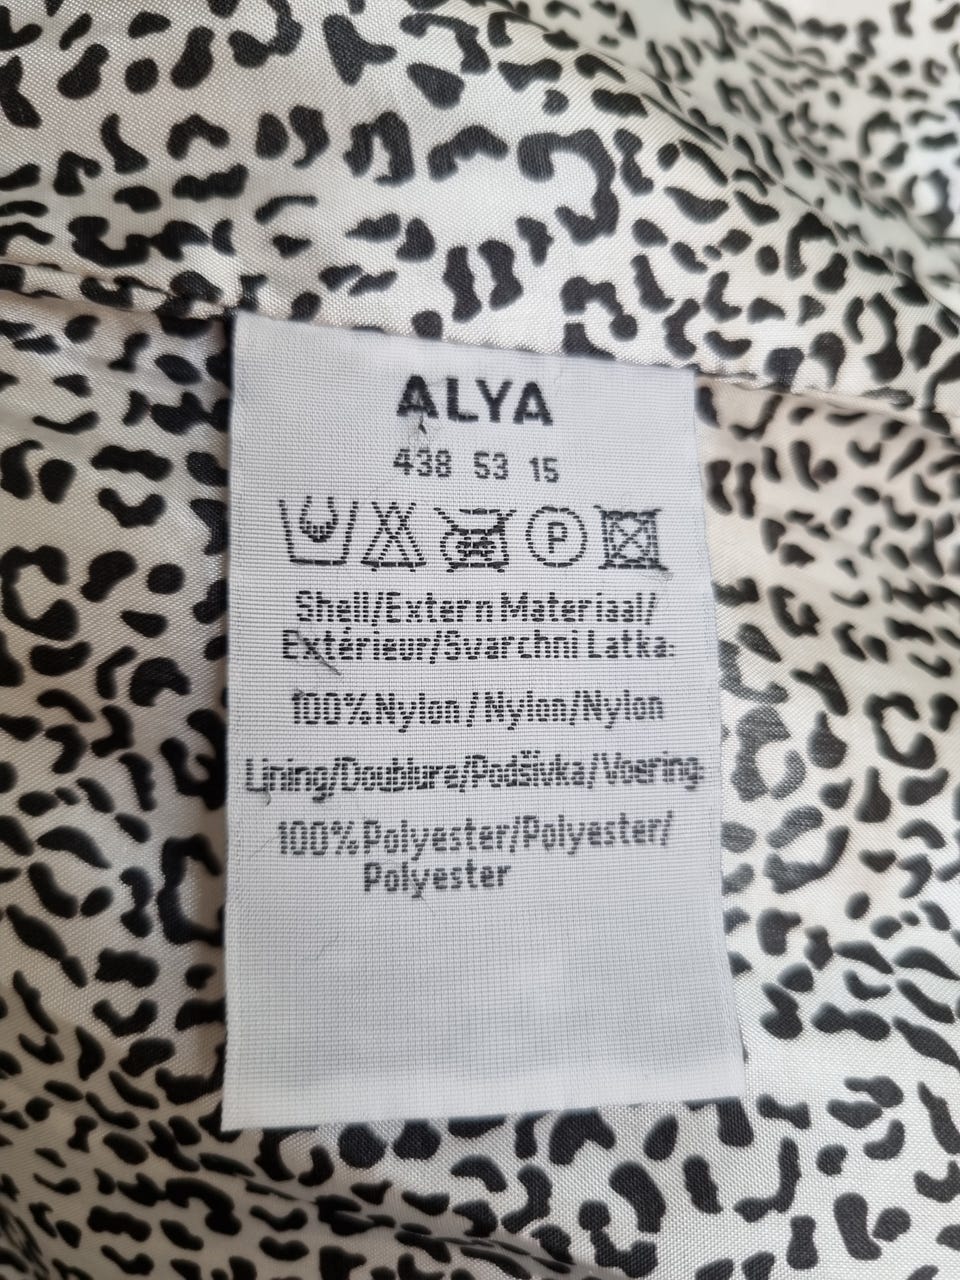 ALYA
438 53 15
P
Shell/Extern Materiaal/
Extérieur/Svarchni Latka:
100% Nylon / Nylon/Nylon
Lining/Doublure/Podšivka/Voering:
100% Polyester/Polyester/
Polyester